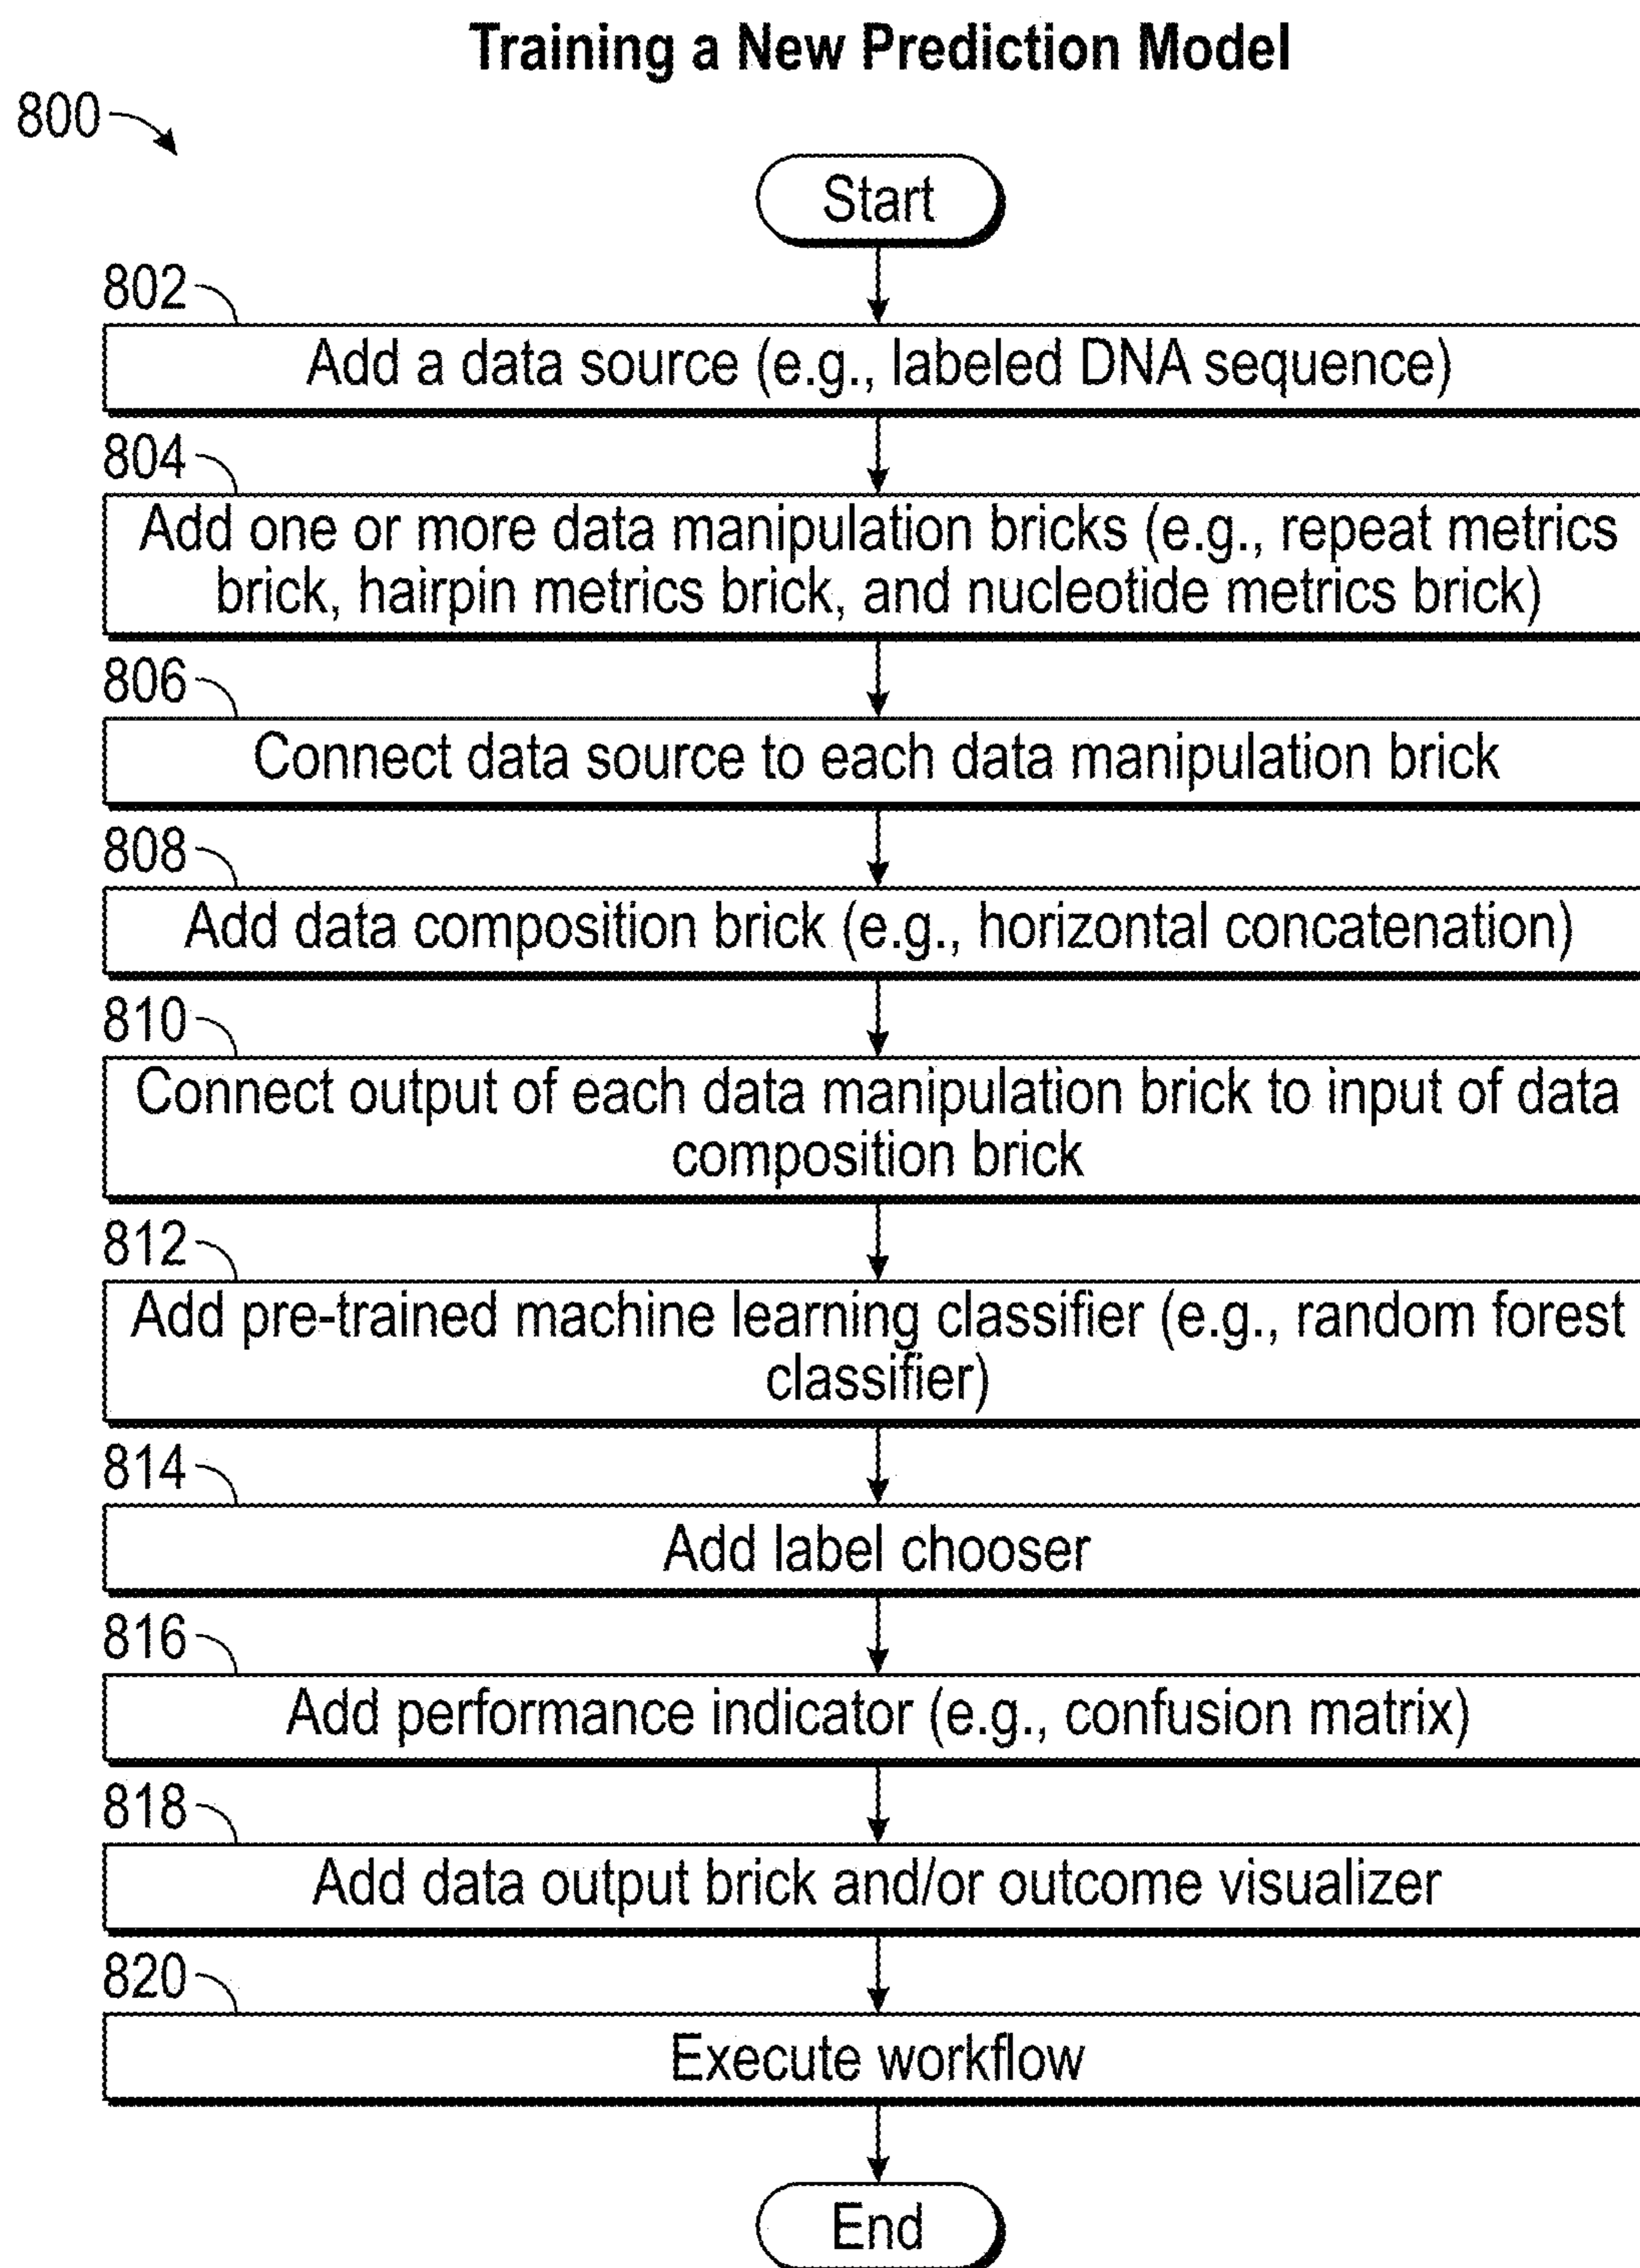 Training a New Prediction Model
800
Start
802
Add a data source (e.g., labeled DNA sequence)
804
Add one or more data manipulation bricks (e.g., repeat metrics
brick, hairpin metrics brick, and nucleotide metrics brick)
806
Connect data source to each data manipulation brick
808
Add data composition brick (e.g., horizontal concatenation)
810
Connect output of each data manipulation brick to input of data
composition brick
812
Add pre-trained machine learning classifier (e.g., random forest
classifier)
814
Add label chooser
816
Add performance indicator (e.g., confusion matrix)
818
Add data output brick and/or outcome visualizer
820
Execute workflow
End